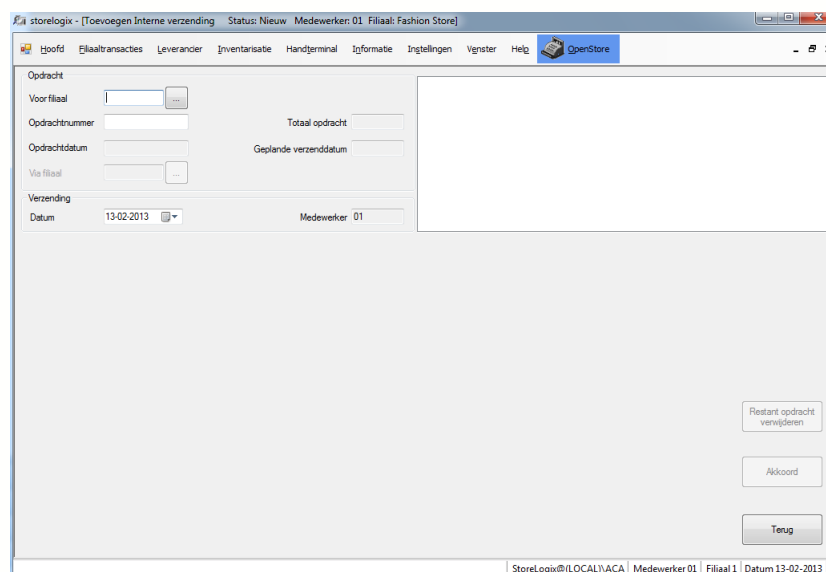 storelogix - [Toevoegen Interne verzending Status: Nieuw Medewerker: 01 Filiaal: Fashion Store]
Hoofd Filiaaltransacties Leverancier Inventarisatie Handterminal Informatie Instellingen Venster Help OpenStore
Opdracht
Voor filiaal ...
Opdrachtnummer Totaal opdracht
Opdrachtdatum Geplande verzenddatum
Via filiaal ...
Verzending
Datum 13-02-2013 Medewerker 01
Restant opdracht
verwijderen
Akkoord
Terug
StoreLogix@(LOCAL)\ACA Medewerker 01 Filiaal 1 Datum 13-02-2013